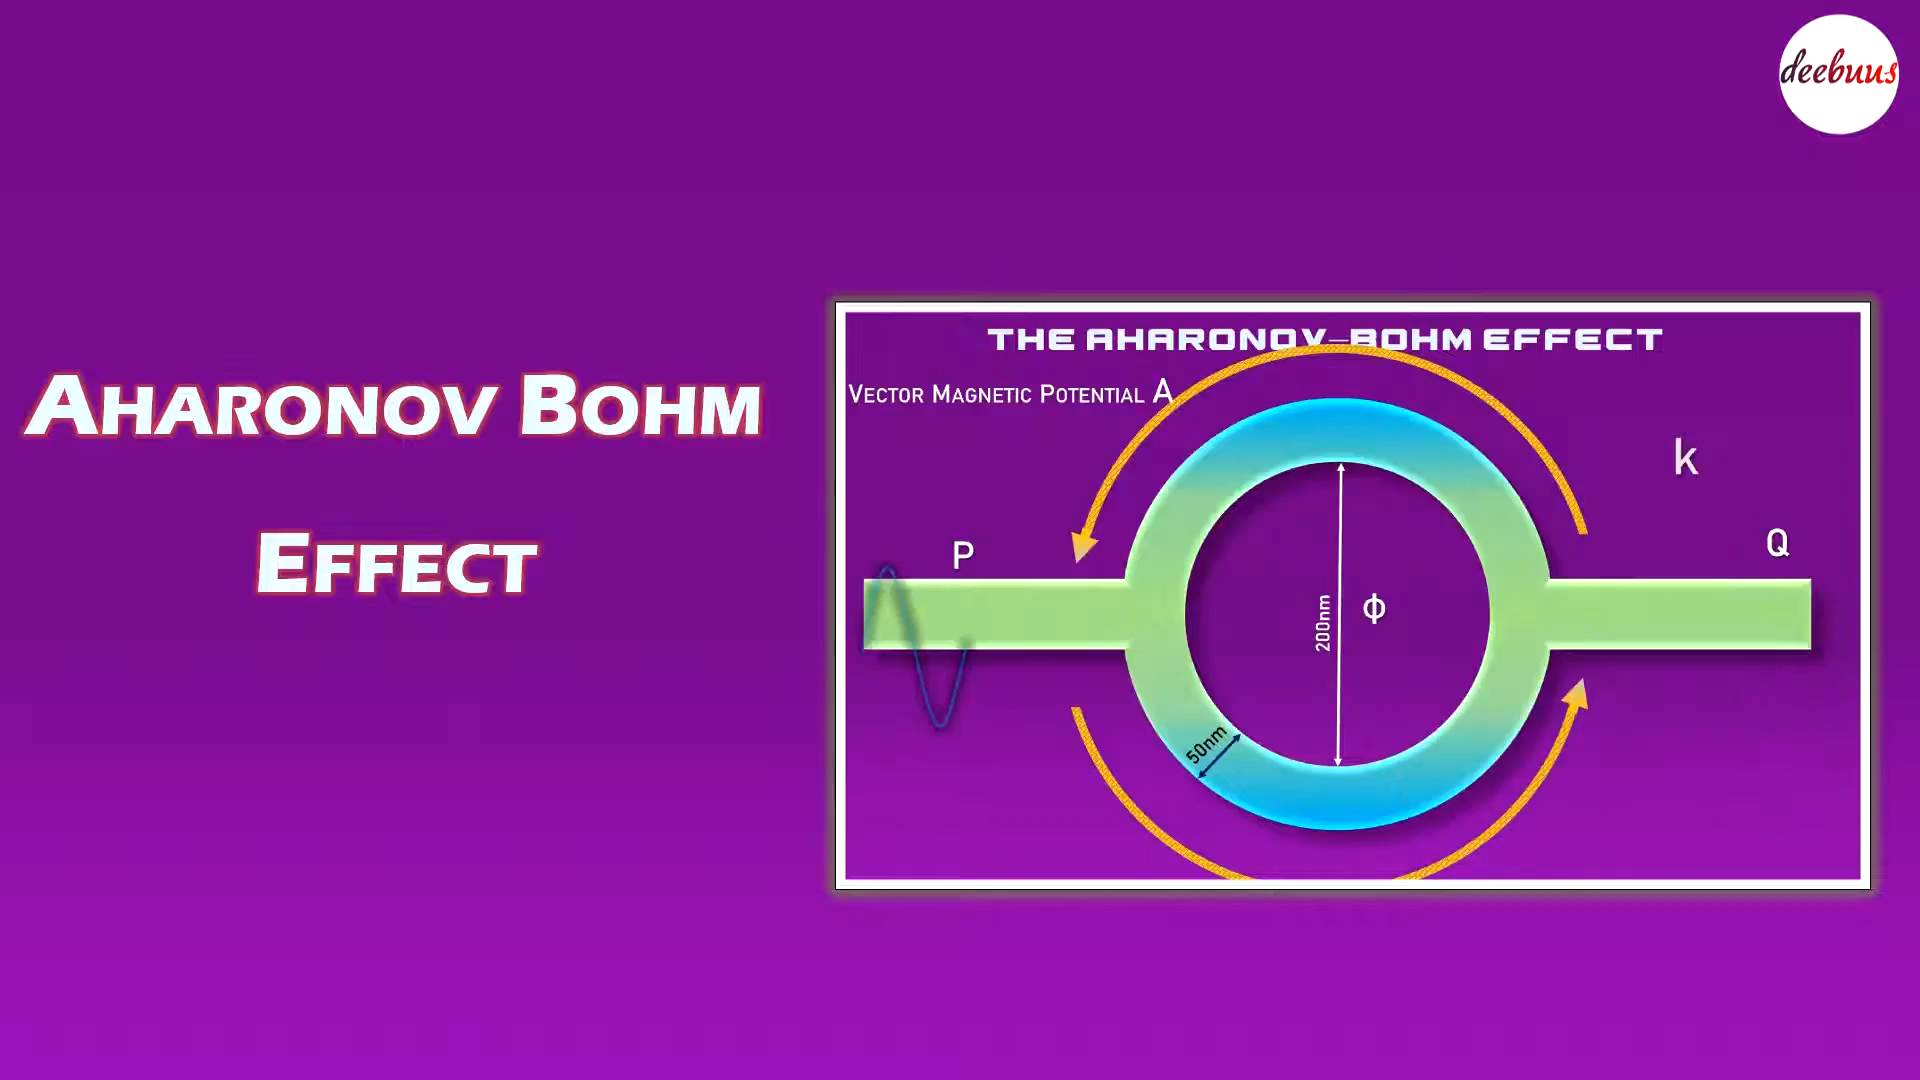 deebuus
AHARONOV BOHM
EFFECT
THE AHARONOV–BOHM EFFECT
VECTOR MAGNETIC POTENTIAL A
k
P
Q
200nm
ϕ
50nm